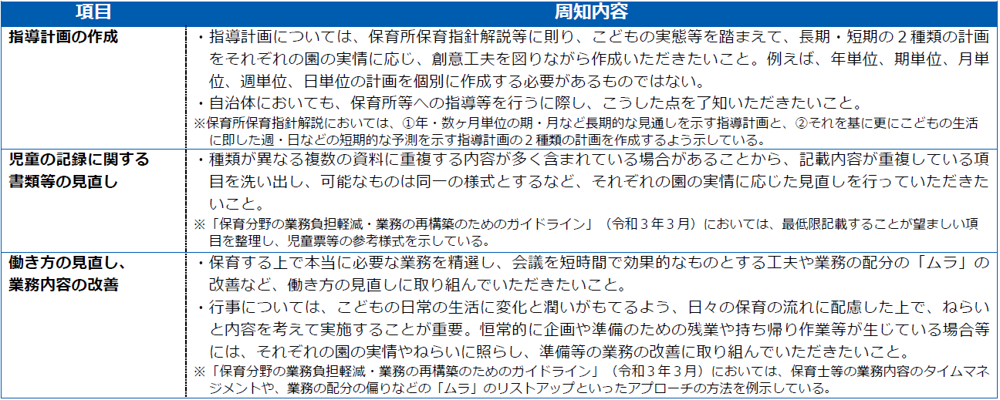 項目
周知内容
指導計画の作成
・指導計画については、保育所保育指針解説等に則り、こどもの実態等を踏まえて、長期・短期の２種類の計画
をそれぞれの園の実情に応じ、創意工夫を図りながら作成いただきたいこと。例えば、年単位、期単位、月単
位、週単位、日単位の計画を個別に作成する必要があるものではない。
・自治体においても、保育所等への指導等を行うに際し、こうした点を了知いただきたいこと。
※保育所保育指針解説においては、①年・数ヶ月単位の期・月など長期的な見通しを示す指導計画と、②それを基に更にこどもの生活
に即した週・日などの短期的な予測を示す指導計画の２種類の計画を作成するよう示している。
児童の記録に関する
書類等の見直し
・種類が異なる複数の資料に重複する内容が多く含まれている場合があることから、記載内容が重複している項
目を洗い出し、可能なものは同一の様式とするなど、それぞれの園の実情に応じた見直しを行っていただきた
いこと。
※「保育分野の業務負担軽減・業務の再構築のためのガイドライン」（令和３年３月）においては、最低限記載することが望ましい項
目を整理し、児童票等の参考様式を示している。
働き方の見直し、
業務内容の改善
・保育する上で本当に必要な業務を精選し、会議を短時間で効果的なものとする工夫や業務の配分の「ムラ」の
改善など、働き方の見直しに取り組んでいただきたいこと。
・行事については、こどもの日常の生活に変化と潤いがもてるよう、日々の保育の流れに配慮した上で、ねらい
と内容を考えて実施することが重要。恒常的に企画や準備のための残業や持ち帰り作業等が生じている場合等
には、それぞれの園の実情やねらいに照らし、準備等の業務の改善に取り組んでいただきたいこと。
※「保育分野の業務負担軽減・業務の再構築のためのガイドライン」（令和３年３月）においては、保育士等の業務内容のタイムマネ
ジメントや、業務の配分の偏りなどの「ムラ」のリストアップといったアプローチの方法を例示している。